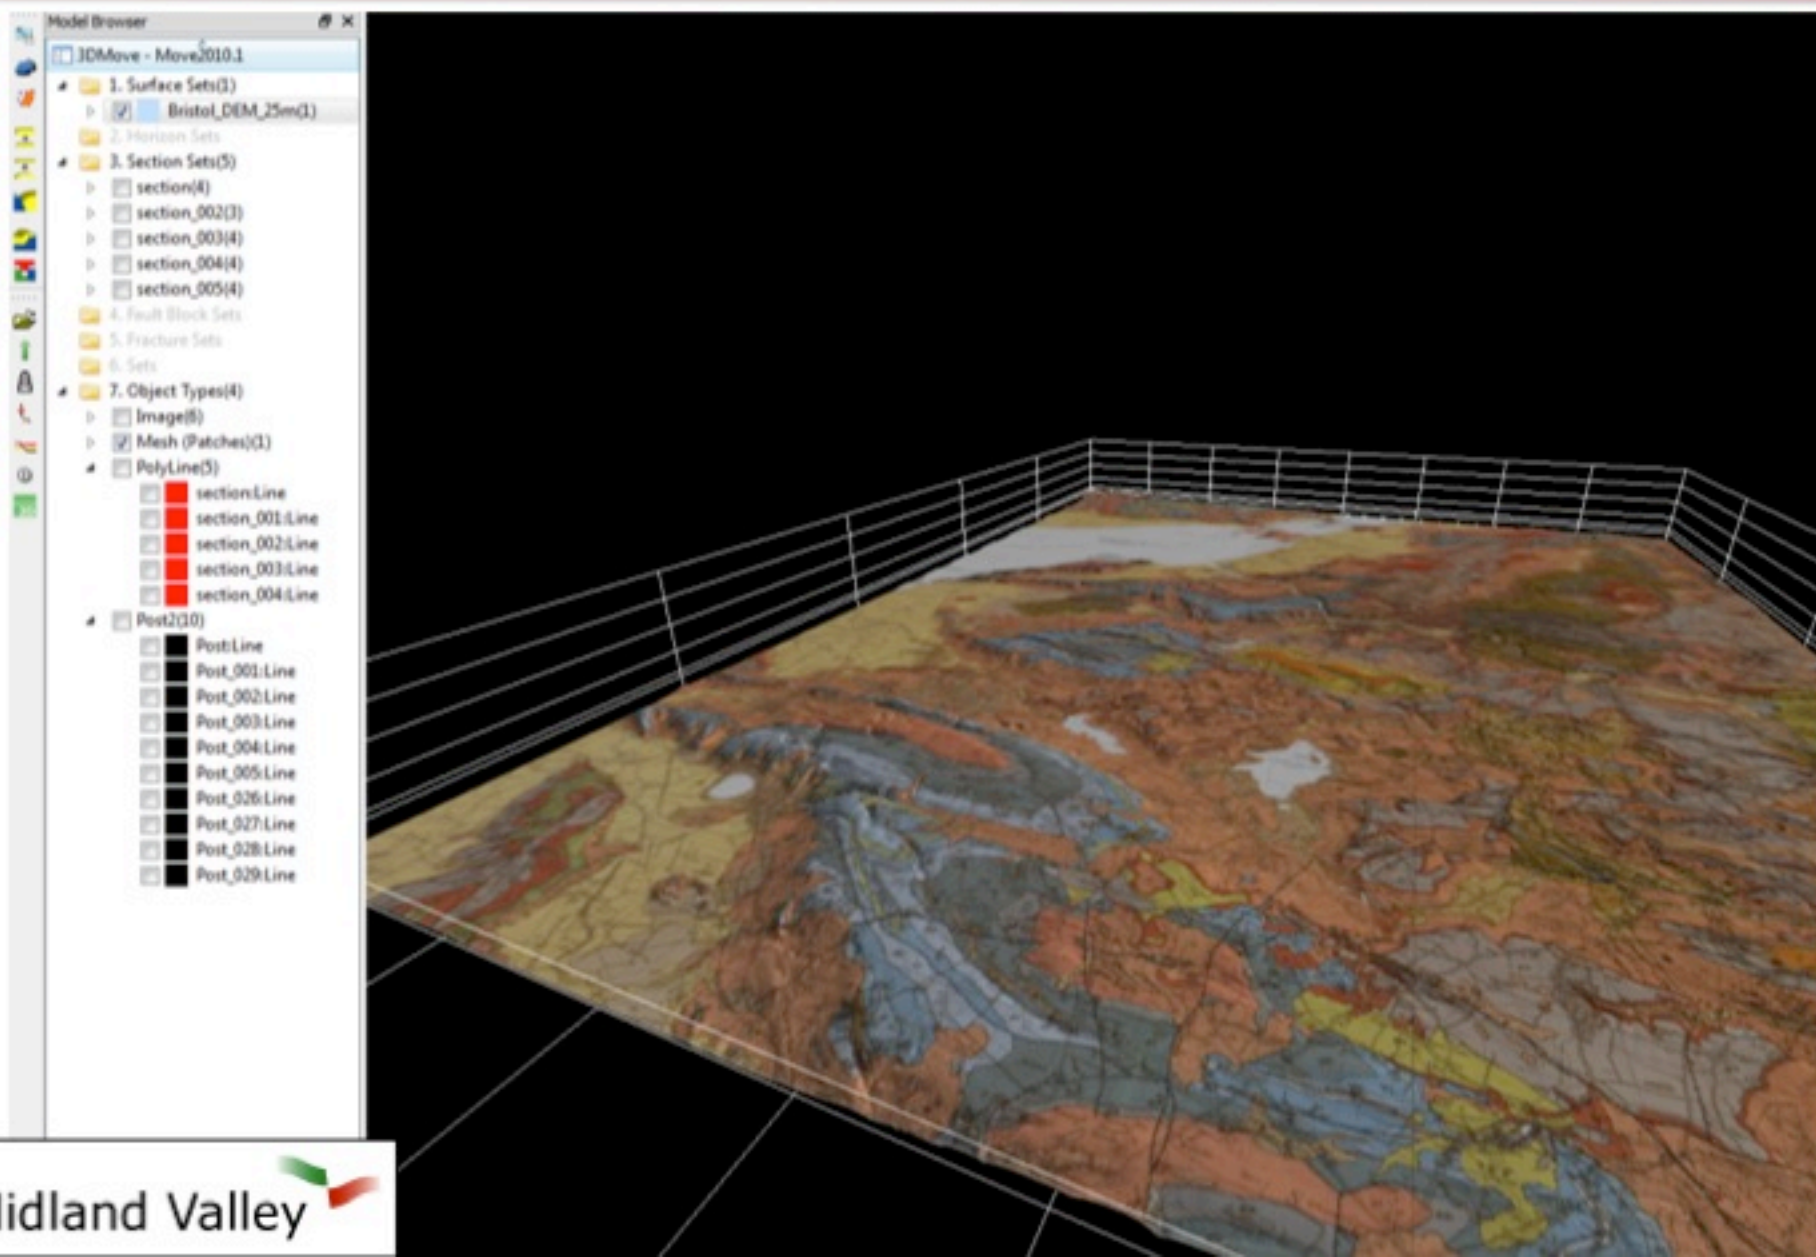 Model Browser
3DMove - Move2010.1
1. Surface Sets(1)
Bristol_DEM_25m(1)
2. Horizon Sets
3. Section Sets(5)
section(4)
section_002(3)
section_003(4)
section_004(4)
section_005(4)
4. Fault Block Sets
5. Fracture Sets
6. Sets
7. Object Types(4)
Image(6)
Mesh (Patches)(1)
PolyLine(5)
section:Line
section_001:Line
section_002:Line
section_003:Line
section_004:Line
Post2(10)
Post:Line
Post_001:Line
Post_002:Line
Post_003:Line
Post_004:Line
Post_005:Line
Post_026:Line
Post_027:Line
Post_028:Line
Post_029:Line
idland Valley